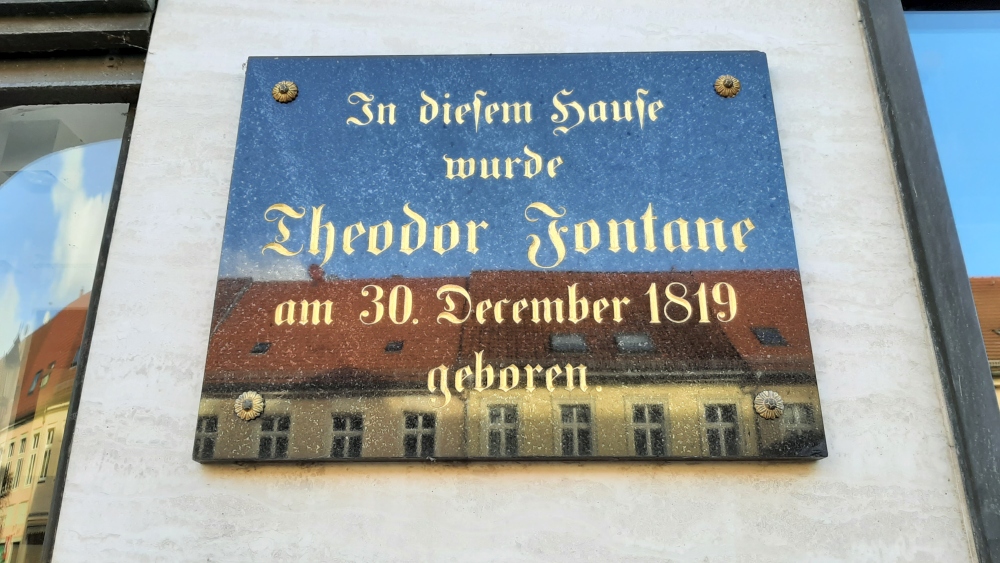 In dieſem Hauſe
wurde
Theodor Fontane
am 30. December 1819
geboren.